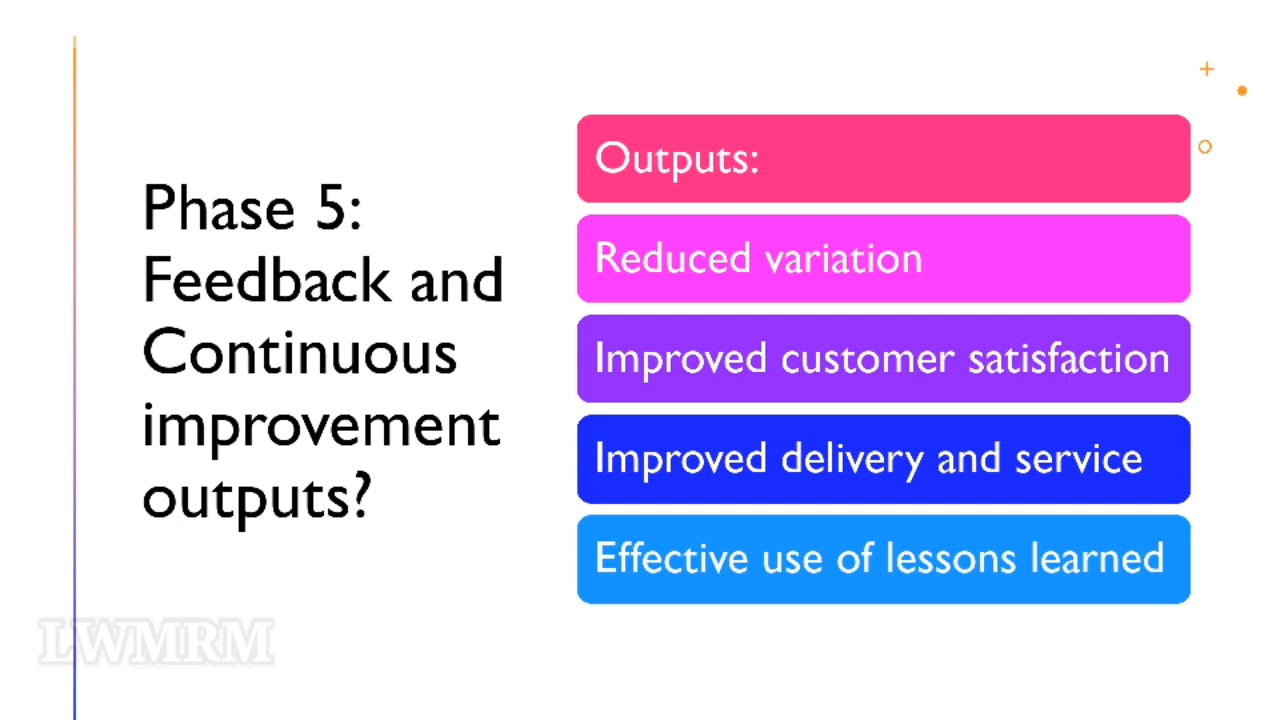 Phase 5:
Feedback and
Continuous
improvement
outputs?
Outputs:
Reduced variation
Improved customer satisfaction
Improved delivery and service
Effective use of lessons learned
LWMRM